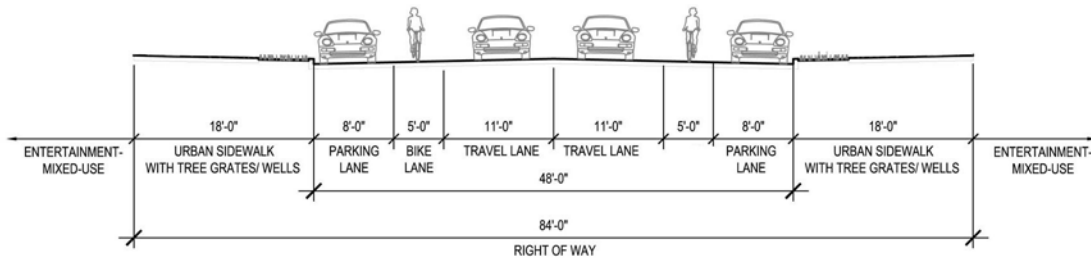 18'-0"
8'-0"
5'-0"
11'-0"
11'-0"
5'-0"
8'-0"
18'-0"
ENTERTAINMENT-
MIXED-USE
URBAN SIDEWALK
WITH TREE GRATES/ WELLS
PARKING
LANE
BIKE
LANE
TRAVEL LANE
TRAVEL LANE
PARKING
LANE
URBAN SIDEWALK
WITH TREE GRATES/ WELLS
ENTERTAINMENT-
MIXED-USE
48'-0"
84'-0"
RIGHT OF WAY